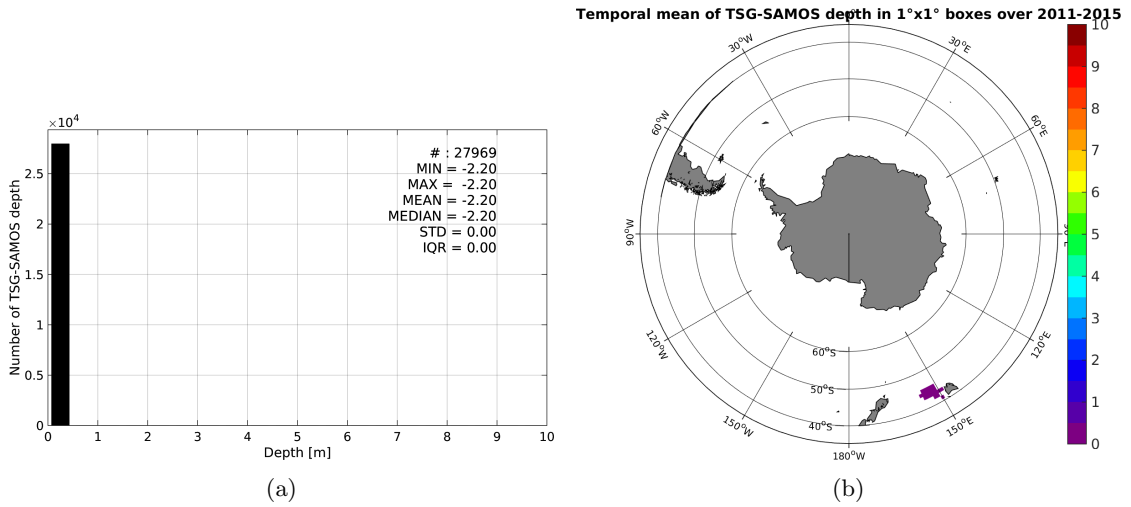 Temporal mean of TSG-SAMOS depth in 1°x1° boxes over 2011-2015
×10⁴
# : 27969
MIN = -2.20
MAX = -2.20
MEAN = -2.20
MEDIAN = -2.20
STD = 0.00
IQR = 0.00
2.5
2
1.5
1
0.5
0
Number of TSG-SAMOS depth
0 1 2 3 4 5 6 7 8 9 10
Depth [m]
(a)
30°W
30°E
60°W
60°E
90°W
120°W
120°E
150°W
150°E
180°W
60°S
50°S
40°S
10
9
8
7
6
5
4
3
2
1
0
(b)